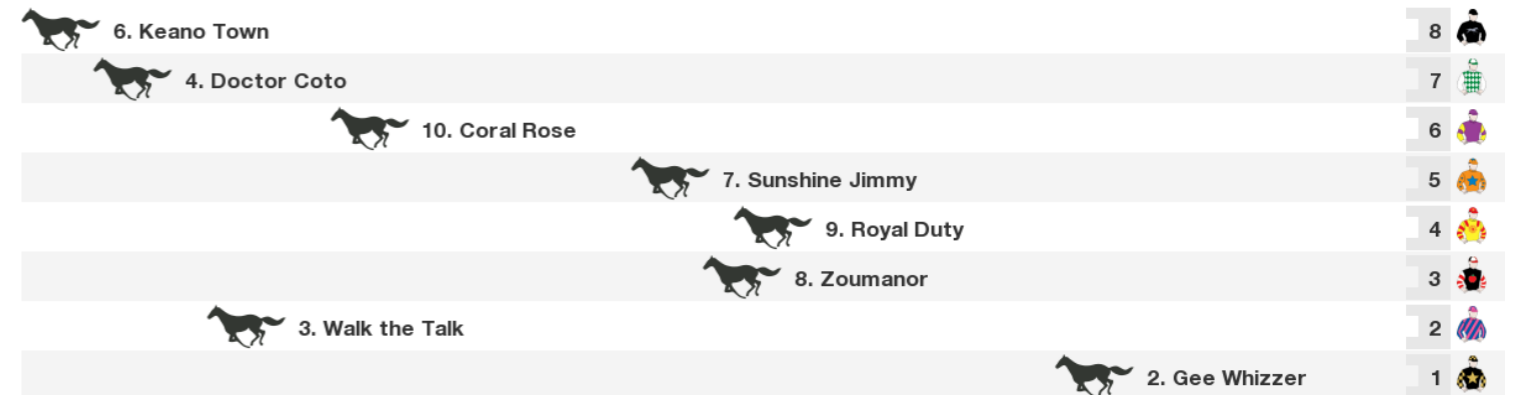 6. Keano Town 8
4. Doctor Coto 7
10. Coral Rose 6
7. Sunshine Jimmy 5
9. Royal Duty 4
8. Zoumanor 3
3. Walk the Talk 2
2. Gee Whizzer 1